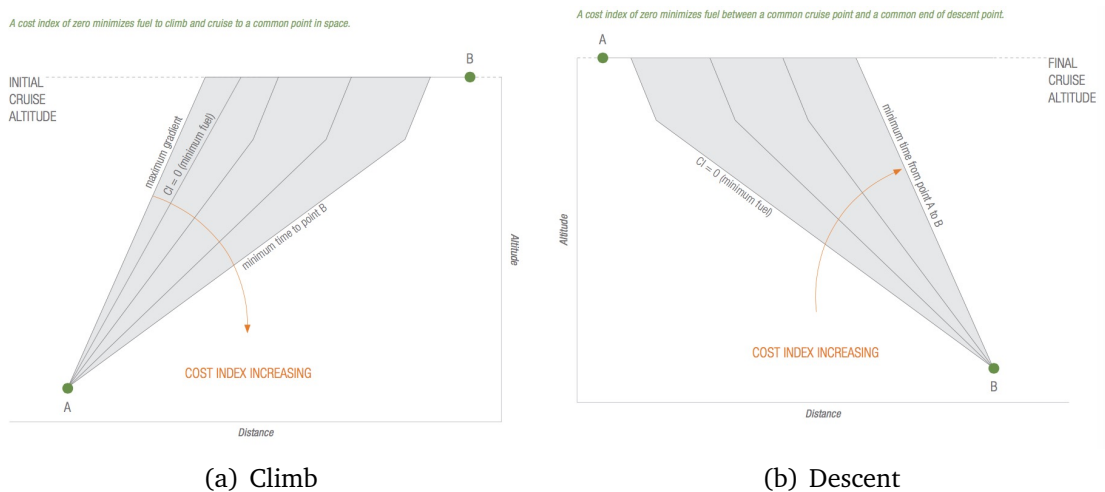 A cost index of zero minimizes fuel to climb and cruise to a common point in space.
B
INITIAL
CRUISE
ALTITUDE
maximum gradient
CI = 0 (minimum fuel)
minimum time to point B
Altitude
COST INDEX INCREASING
A
Distance
(a) Climb
A cost index of zero minimizes fuel between a common cruise point and a common end of descent point.
A
FINAL
CRUISE
ALTITUDE
minimum time from point A to B
CI = 0 (minimum fuel)
Altitude
COST INDEX INCREASING
B
Distance
(b) Descent